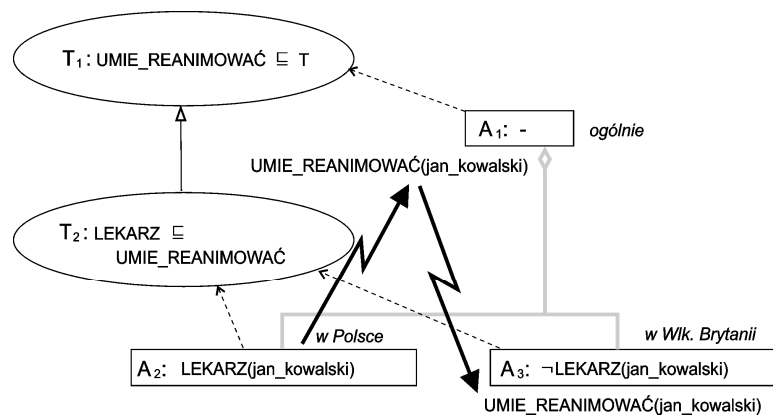 T₁: UMIE_REANIMOWAĆ ⊑ T
A₁: -
ogólnie
UMIE_REANIMOWAĆ(jan_kowalski)
T₂: LEKARZ ⊑
UMIE_REANIMOWAĆ
w Polsce
w Wlk. Brytanii
A₂: LEKARZ(jan_kowalski)
A₃: ¬LEKARZ(jan_kowalski)
UMIE_REANIMOWAĆ(jan_kowalski)